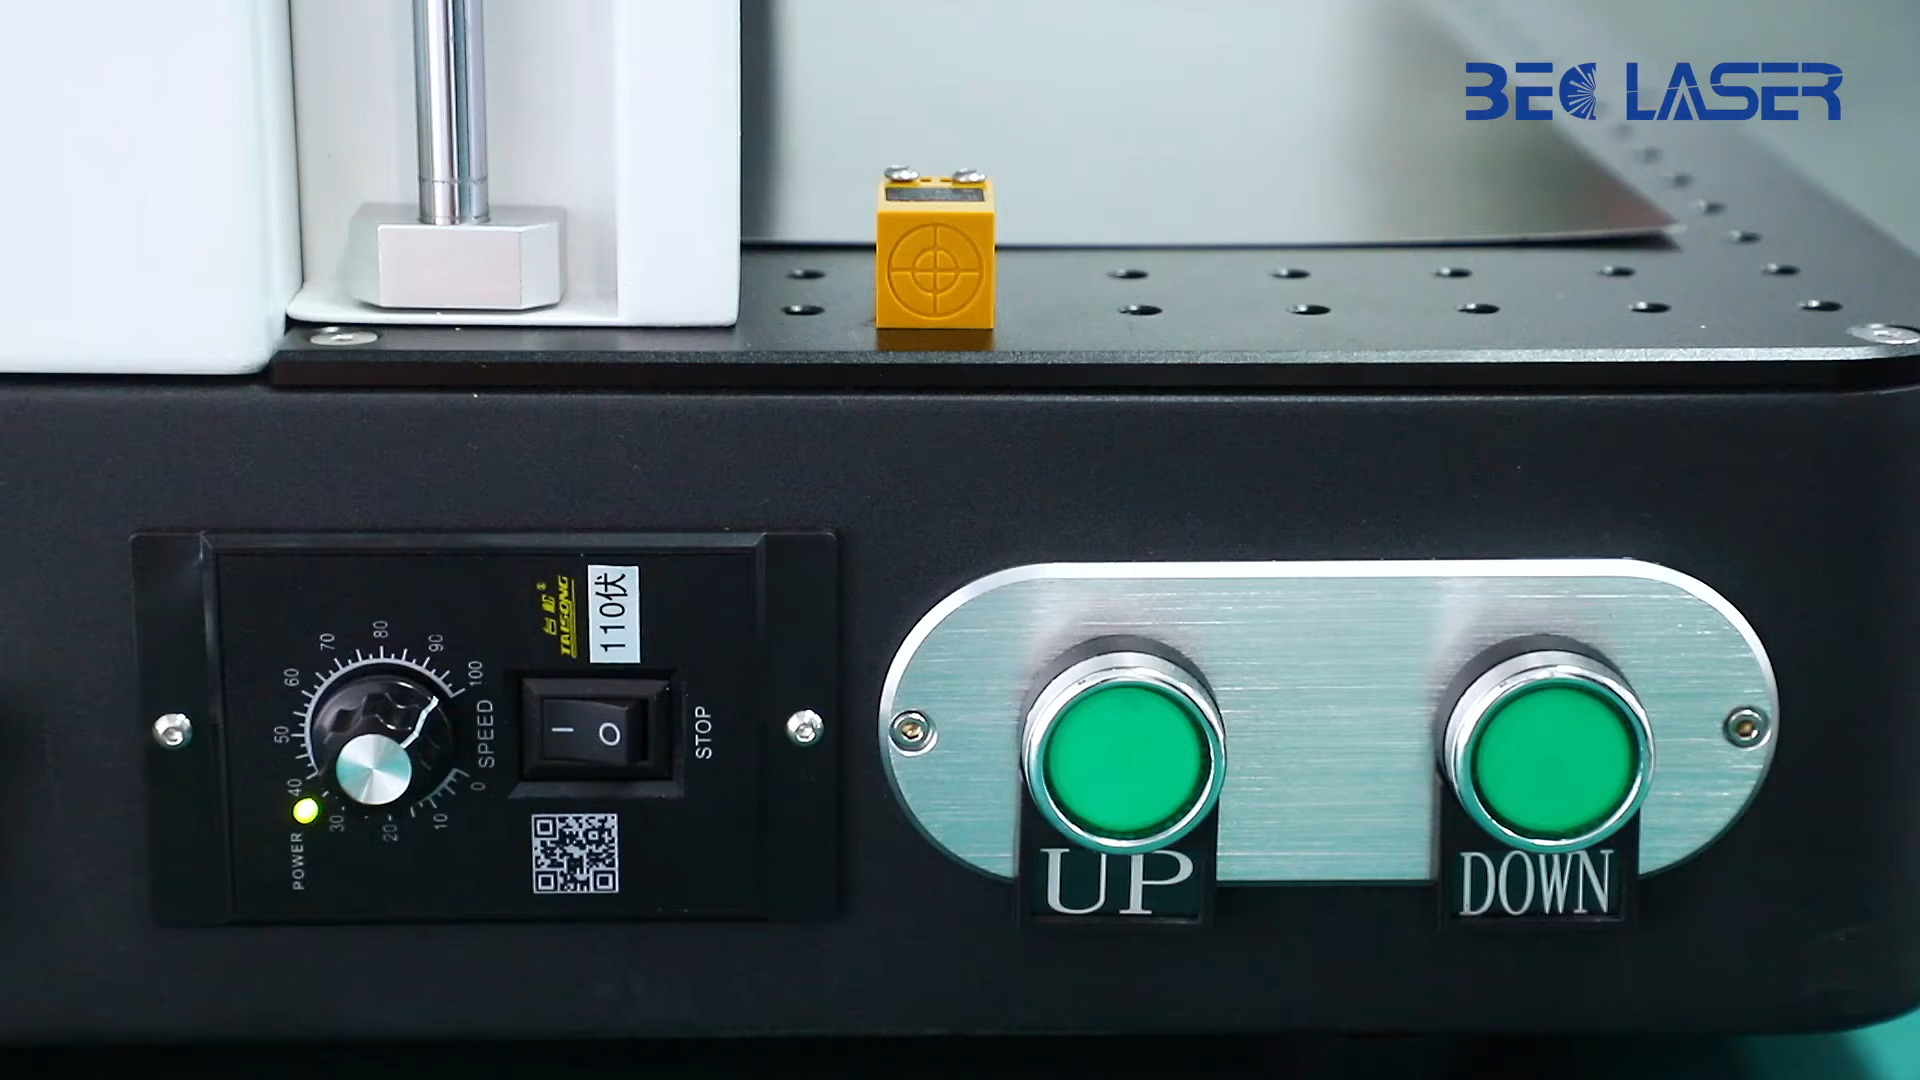 BEC LASER
70
80
90
100
60
50
40
30
20
10
0
SPEED
POWER
台松
TAISONG
110伏
I O
STOP
UP
DOWN